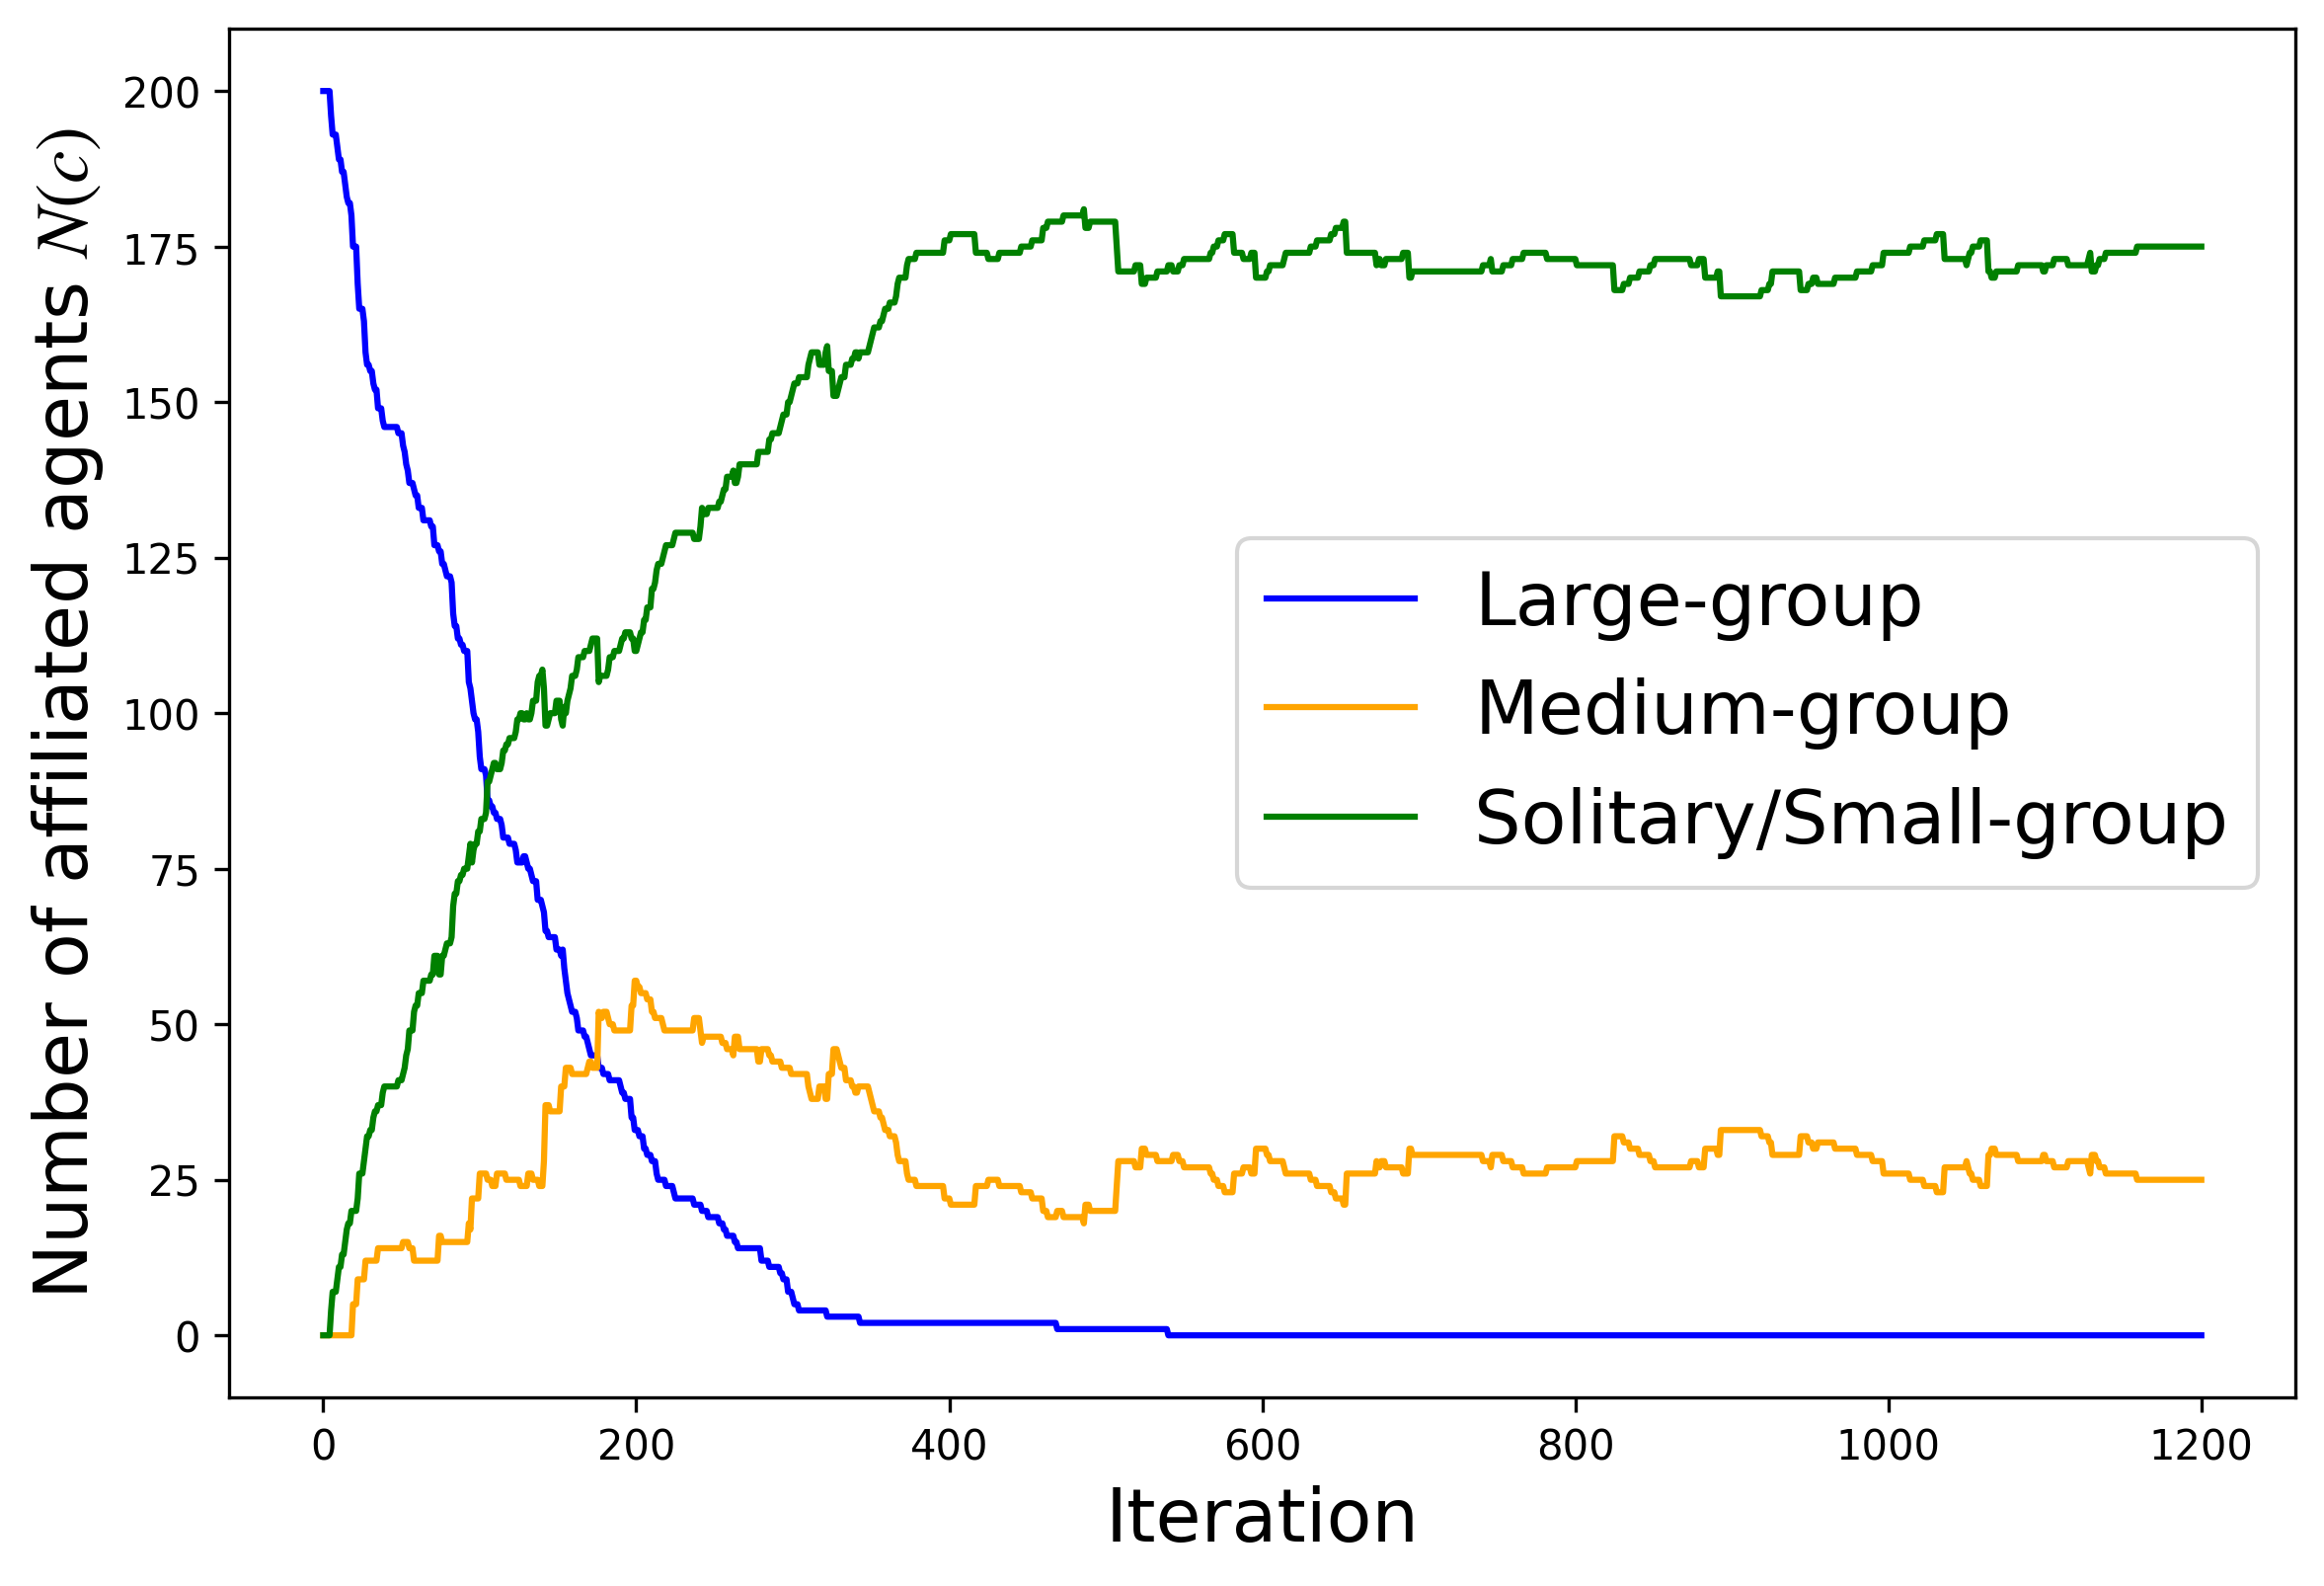 Number of affiliated agents N(c)
200
175
150
125
100
75
50
25
0
Large-group
Medium-group
Solitary/Small-group
0 200 400 600 800 1000 1200
Iteration